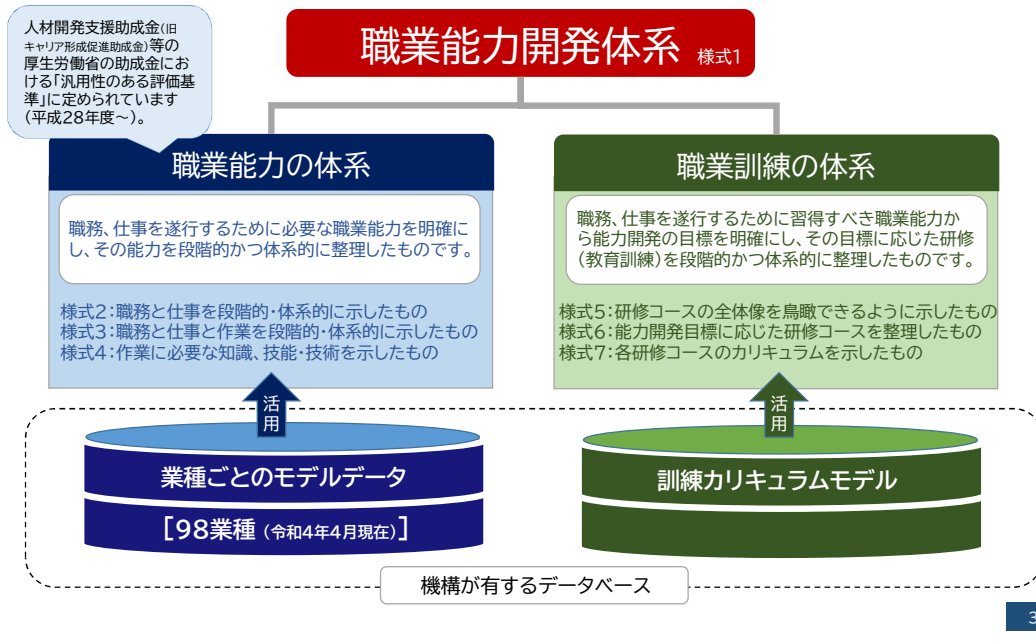 人材開発支援助成金(旧
キャリア形成促進助成金)等の
厚生労働省の助成金にお
ける「汎用性のある評価基
準」に定められています
(平成28年度~)。
職業能力開発体系 様式1
職業能力の体系
職務、仕事を遂行するために必要な職業能力を明確に
し、その能力を段階的かつ体系的に整理したものです。
様式2:職務と仕事を段階的・体系的に示したもの
様式3:職務と仕事と作業を段階的・体系的に示したもの
様式4:作業に必要な知識、技能・技術を示したもの
活用
業種ごとのモデルデータ
[98業種 (令和4年4月現在)]
職業訓練の体系
職務、仕事を遂行するために習得すべき職業能力か
ら能力開発の目標を明確にし、その目標に応じた研修
(教育訓練)を段階的かつ体系的に整理したものです。
様式5:研修コースの全体像を鳥瞰できるように示したもの
様式6:能力開発目標に応じた研修コースを整理したもの
様式7:各研修コースのカリキュラムを示したもの
活用
訓練カリキュラムモデル
機構が有するデータベース
3